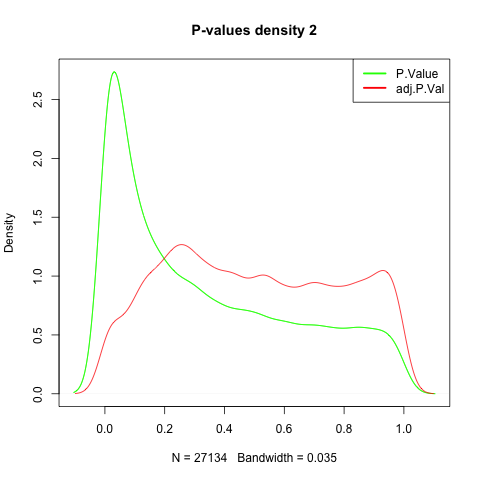 P-values density 2
P.Value
adj.P.Val
Density
2.5
2.0
1.5
1.0
0.5
0.0
0.0 0.2 0.4 0.6 0.8 1.0
N = 27134 Bandwidth = 0.035